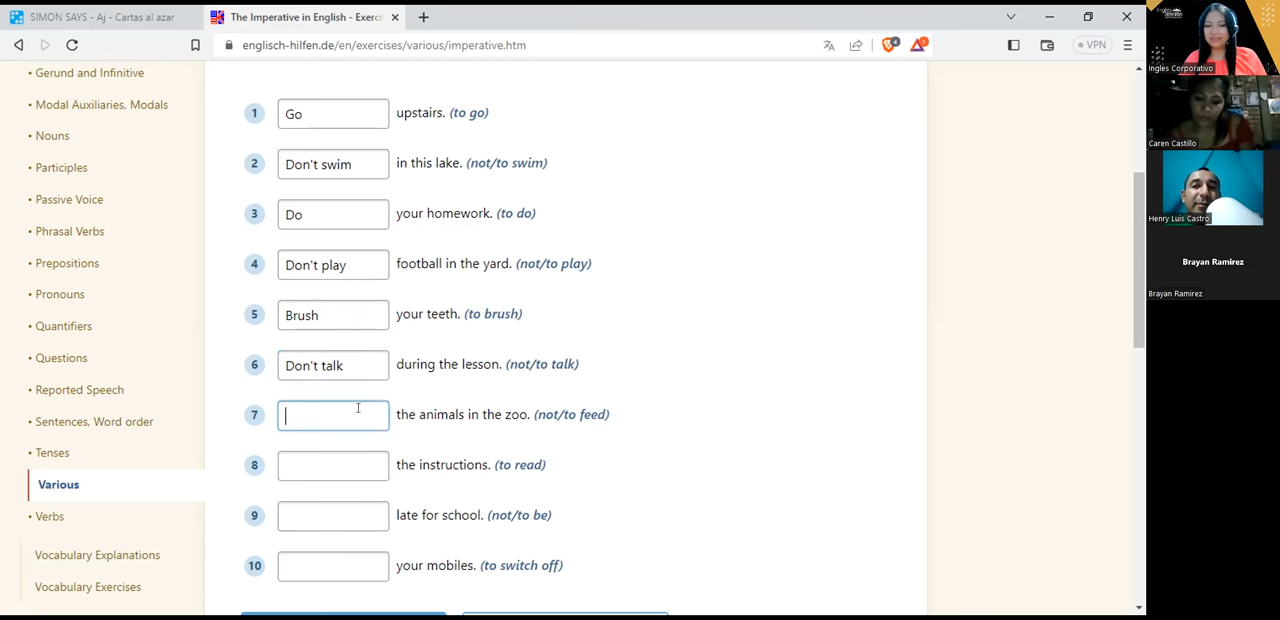 SIMON SAYS - Aj - Cartas al azar
The Imperative in English - Exerci
englisch-hilfen.de/en/exercises/various/imperative.htm
4
1
VPN
• Gerund and Infinitive
• Modal Auxiliaries, Modals
• Nouns
• Participles
• Passive Voice
• Phrasal Verbs
• Prepositions
• Pronouns
• Quantifiers
• Questions
• Reported Speech
• Sentences, Word order
• Tenses
Various
• Verbs
Vocabulary Explanations
Vocabulary Exercises
1 Go upstairs. (to go)
2 Don't swim in this lake. (not/to swim)
3 Do your homework. (to do)
4 Don't play football in the yard. (not/to play)
5 Brush your teeth. (to brush)
6 Don't talk during the lesson. (not/to talk)
7 the animals in the zoo. (not/to feed)
8 the instructions. (to read)
9 late for school. (not/to be)
10 your mobiles. (to switch off)
Ingles Corporativo
Caren Castillo
Henry Luis Castro
Brayan Ramirez
Brayan Ramirez